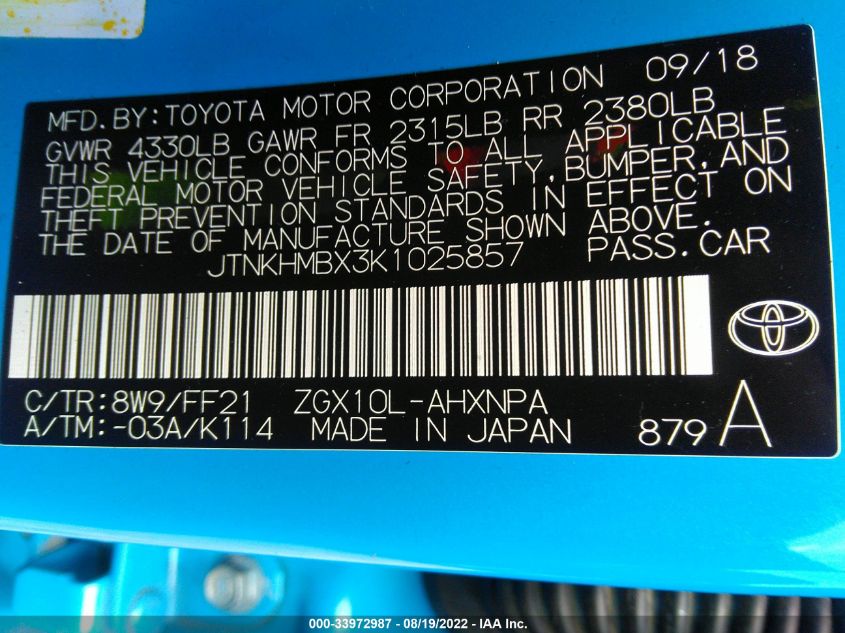 MFD. BY: TOYOTA MOTOR CORPORATION 09/18
GVWR 4330LB GAWR FR 2315LB RR 2380LB
THIS VEHICLE CONFORMS TO ALL APPLICABLE
FEDERAL MOTOR VEHICLE SAFETY, BUMPER, AND
THEFT PREVENTION STANDARDS IN EFFECT ON
THE DATE OF MANUFACTURE SHOWN ABOVE.
JTNKHMBX3K1025857 PASS. CAR
C/TR: 8W9/FF21 ZGX10L-AHXNPA
A/TM: -03A/K114 MADE IN JAPAN 879 A
000-33972987 - 08/19/2022 - IAA Inc.